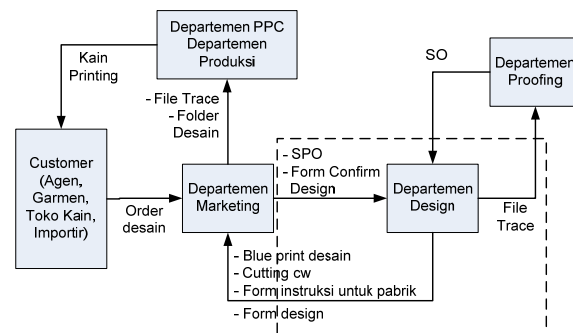 Departemen PPC
Departemen
Produksi
Kain
Printing
SO
Departemen
Proofing
- File Trace
- Folder
Desain
Customer
(Agen,
Garmen,
Toko Kain,
Importir)
Order
desain
Departemen
Marketing
- SPO
- Form Confirm
Design
Departemen
Design
File
Trace
- Blue print desain
- Cutting cw
- Form instruksi untuk pabrik
- Form design